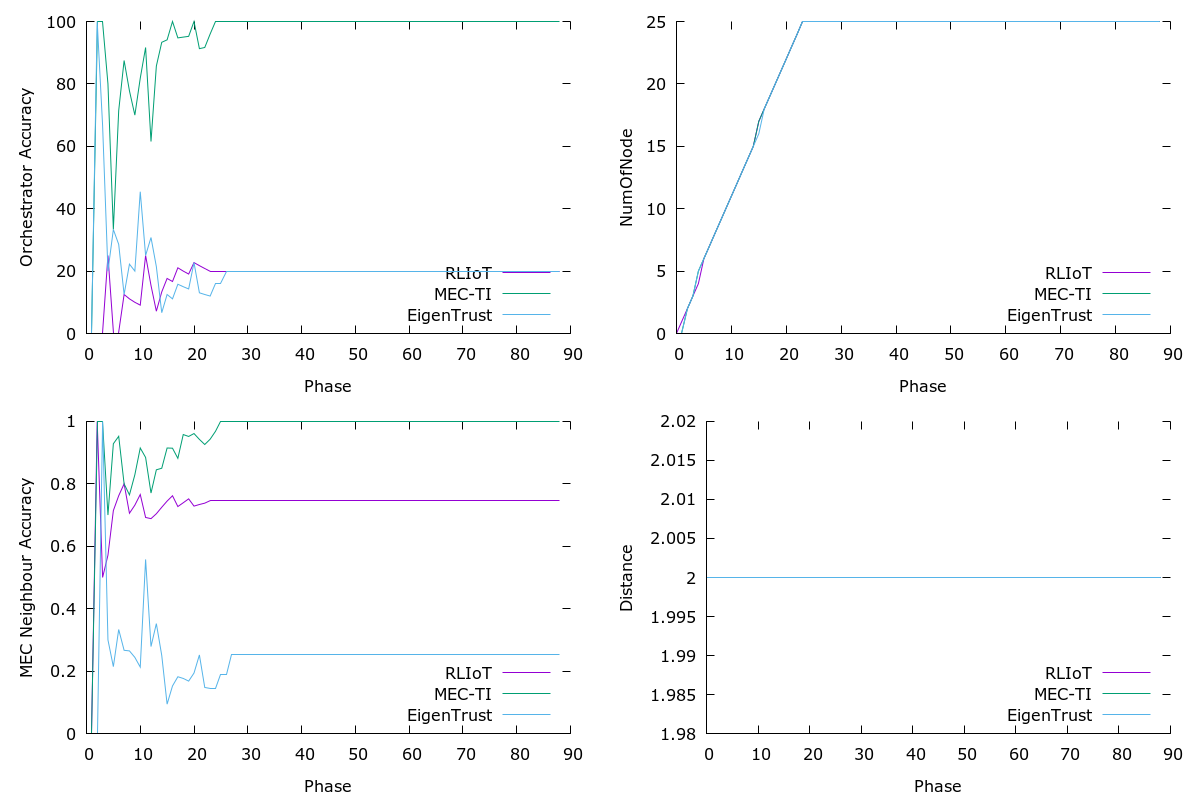 Orchestrator Accuracy
100
80
60
40
20
0
0 10 20 30 40 50 60 70 80 90
Phase
RLIoT
MEC-TI
EigenTrust
NumOfNode
25
20
15
10
5
0
0 10 20 30 40 50 60 70 80 90
Phase
RLIoT
MEC-TI
EigenTrust
MEC Neighbour Accuracy
1
0.8
0.6
0.4
0.2
0
0 10 20 30 40 50 60 70 80 90
Phase
RLIoT
MEC-TI
EigenTrust
Distance
2.02
2.015
2.01
2.005
2
1.995
1.99
1.985
1.98
0 10 20 30 40 50 60 70 80 90
Phase
RLIoT
MEC-TI
EigenTrust